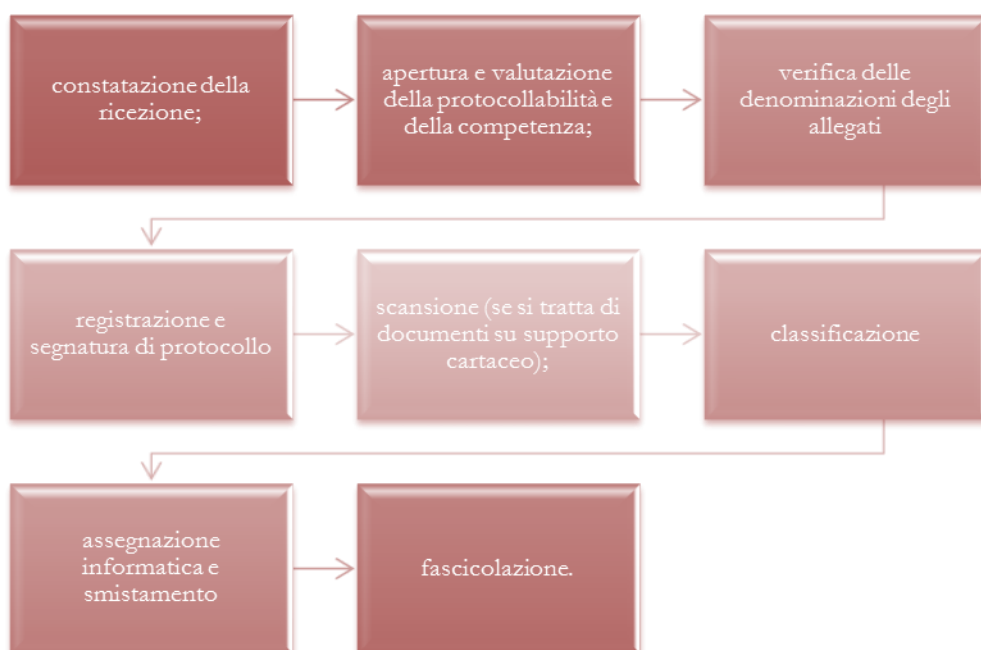 constatazione della
ricezione;
apertura e valutazione
della protocollabilità e
della competenza;
verifica delle
denominazioni degli
allegati
registrazione e
segnatura di protocollo
scansione (se si tratta di
documenti su supporto
cartaceo);
classificazione
assegnazione
informatica e
smistamento
fascicolazione.